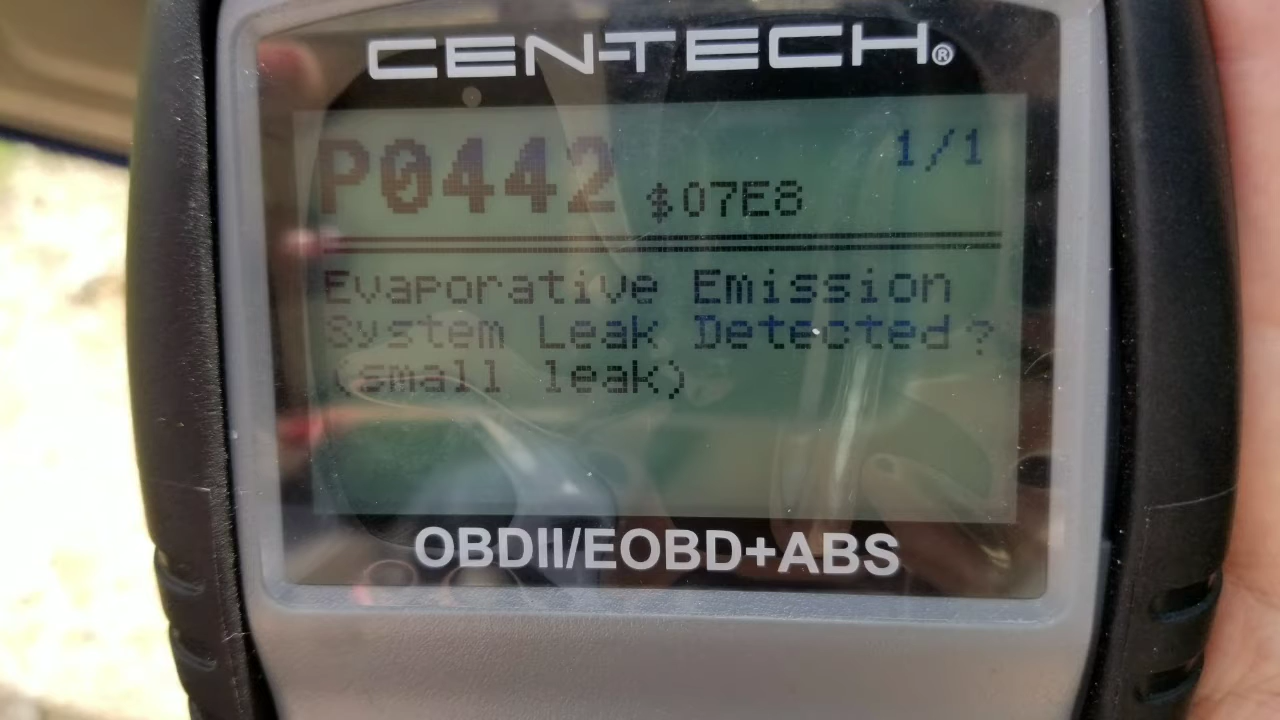 CEN-TECH®
P0442 $07E8 1/1
Evaporative Emission
System Leak Detected?
(small leak)
OBDII/EOBD+ABS